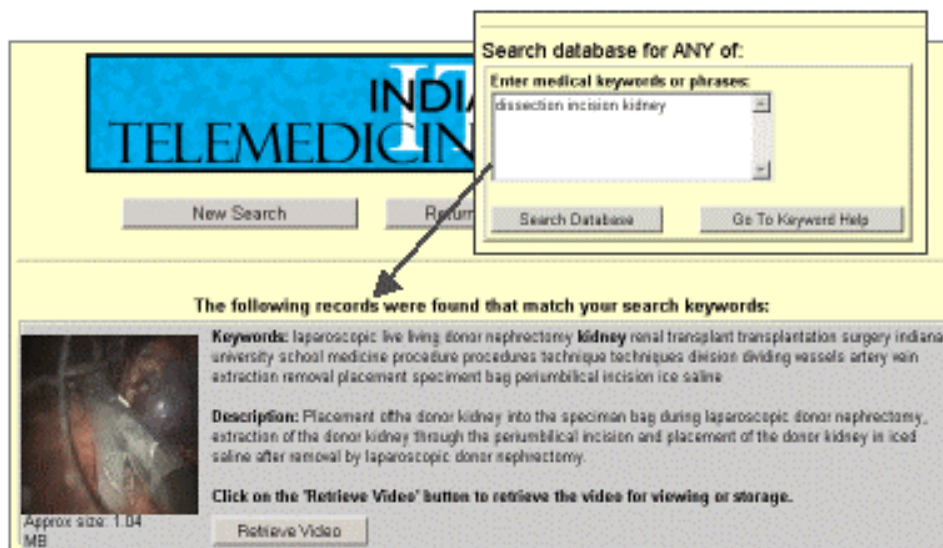 Search database for ANY of:
Enter medical keywords or phrases:
dissection incision kidney
Search Database
Go To Keyword Help
INDI
TELEMEDICIN
New Search
Return
The following records were found that match your search keywords:
Keywords: laparoscopic live living donor nephrectomy kidney renal transplant transplantation surgery indiana
university school medicine procedure procedures technique techniques division dividing vessels artery vein
extraction removal placement speciment bag periumbilical incision ice saline
Description: Placement ofthe donor kidney into the speciman bag during laparoscopic donor nephrectomy,
extraction of the donor kidney through the periumbilical incision and placement of the donor kidney in iced
saline after removal by laparoscopic donor nephrectomy.
Click on the 'Retrieve Video' button to retrieve the video for viewing or storage.
Approx size: 1.04
MB
Retrieve Video